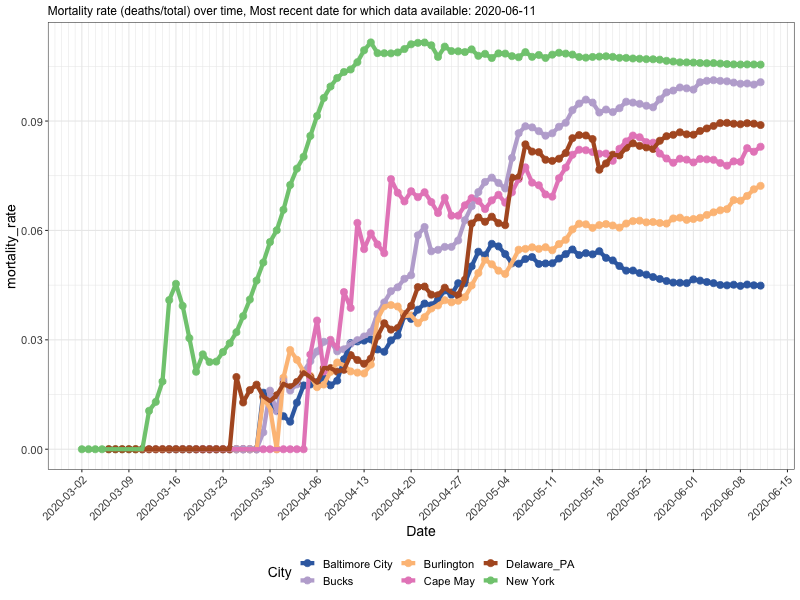 Mortality rate (deaths/total) over time, Most recent date for which data available: 2020-06-11
mortality_rate
0.09
0.06
0.03
0.00
2020-03-02
2020-03-09
2020-03-16
2020-03-23
2020-03-30
2020-04-06
2020-04-13
2020-04-20
2020-04-27
2020-05-04
2020-05-11
2020-05-18
2020-05-25
2020-06-01
2020-06-08
2020-06-15
Date
City
Baltimore City
Burlington
Delaware_PA
Bucks
Cape May
New York